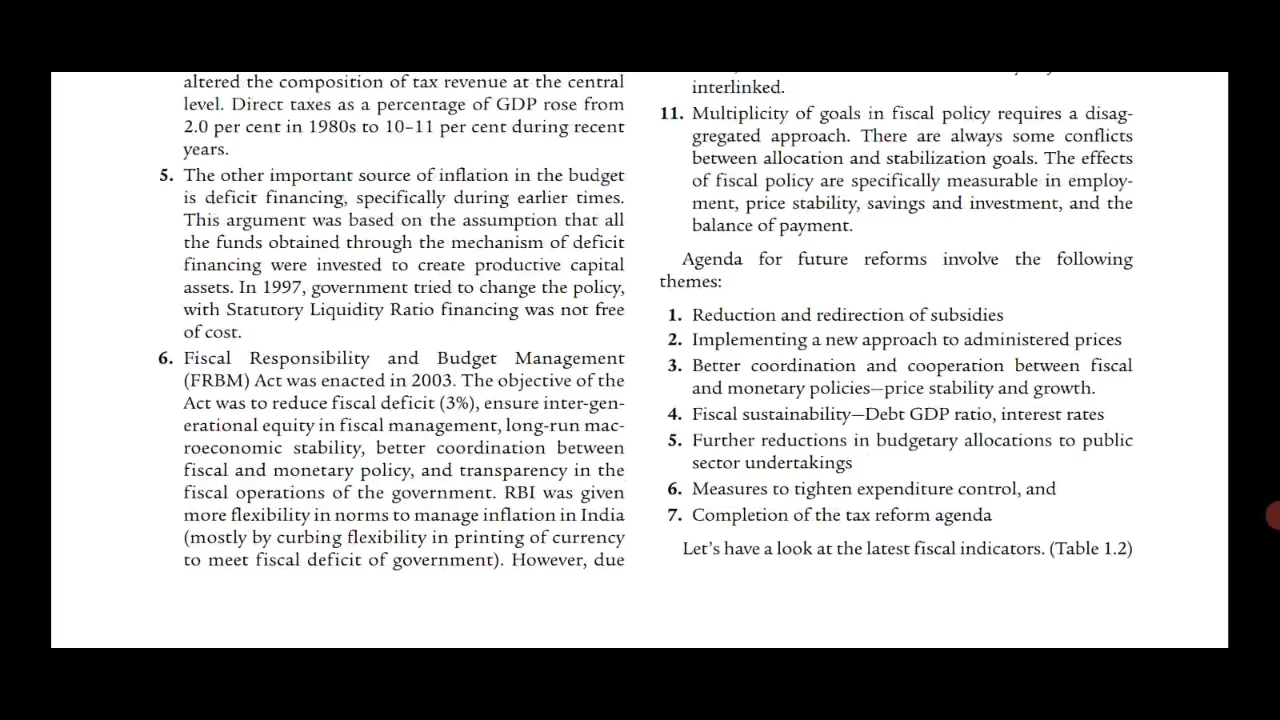 altered the composition of tax revenue at the central
level. Direct taxes as a percentage of GDP rose from
2.0 per cent in 1980s to 10–11 per cent during recent
years.
5. The other important source of inflation in the budget
is deficit financing, specifically during earlier times.
This argument was based on the assumption that all
the funds obtained through the mechanism of deficit
financing were invested to create productive capital
assets. In 1997, government tried to change the policy,
with Statutory Liquidity Ratio financing was not free
of cost.
6. Fiscal Responsibility and Budget Management
(FRBM) Act was enacted in 2003. The objective of the
Act was to reduce fiscal deficit (3%), ensure inter-gen-
erational equity in fiscal management, long-run mac-
roeconomic stability, better coordination between
fiscal and monetary policy, and transparency in the
fiscal operations of the government. RBI was given
more flexibility in norms to manage inflation in India
(mostly by curbing flexibility in printing of currency
to meet fiscal deficit of government). However, due
interlinked.
11. Multiplicity of goals in fiscal policy requires a disag-
gregated approach. There are always some conflicts
between allocation and stabilization goals. The effects
of fiscal policy are specifically measurable in employ-
ment, price stability, savings and investment, and the
balance of payment.
Agenda for future reforms involve the following
themes:
1. Reduction and redirection of subsidies
2. Implementing a new approach to administered prices
3. Better coordination and cooperation between fiscal
and monetary policies—price stability and growth.
4. Fiscal sustainability—Debt GDP ratio, interest rates
5. Further reductions in budgetary allocations to public
sector undertakings
6. Measures to tighten expenditure control, and
7. Completion of the tax reform agenda
Let's have a look at the latest fiscal indicators. (Table 1.2)